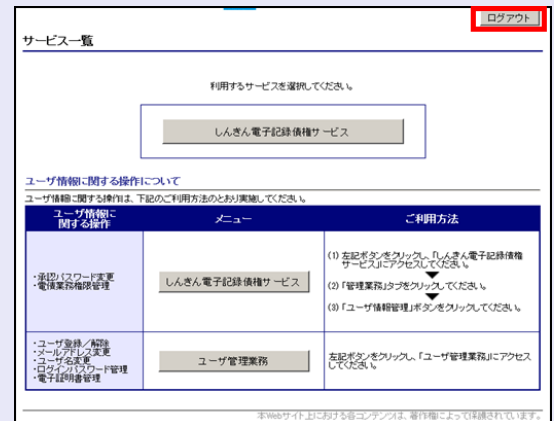 ログアウト
サービス一覧
利用するサービスを選択してください。
しんきん電子記録債権サービス
ユーザ情報に関する操作について
ユーザ情報に関する操作は、下記のご利用方法のとおり実施してください。
ユーザ情報に
関する操作
メニュー
ご利用方法
・承認パスワード変更
・電債業務権限管理
しんきん電子記録債権サービス
(1) 左記ボタンをクリックし、「しんきん電子記録債権
サービス」にアクセスしてください。
(2) 「管理業務」タブをクリックしてください。
(3) 「ユーザ情報管理」ボタンをクリックしてください。
・ユーザ登録／解除
・メールアドレス変更
・ユーザ名変更
・ログインパスワード管理
・電子証明書管理
ユーザ管理業務
左記ボタンをクリックし、「ユーザ管理業務」にアクセス
してください。
本Webサイト上における各コンテンツは、著作権によって保護されています。